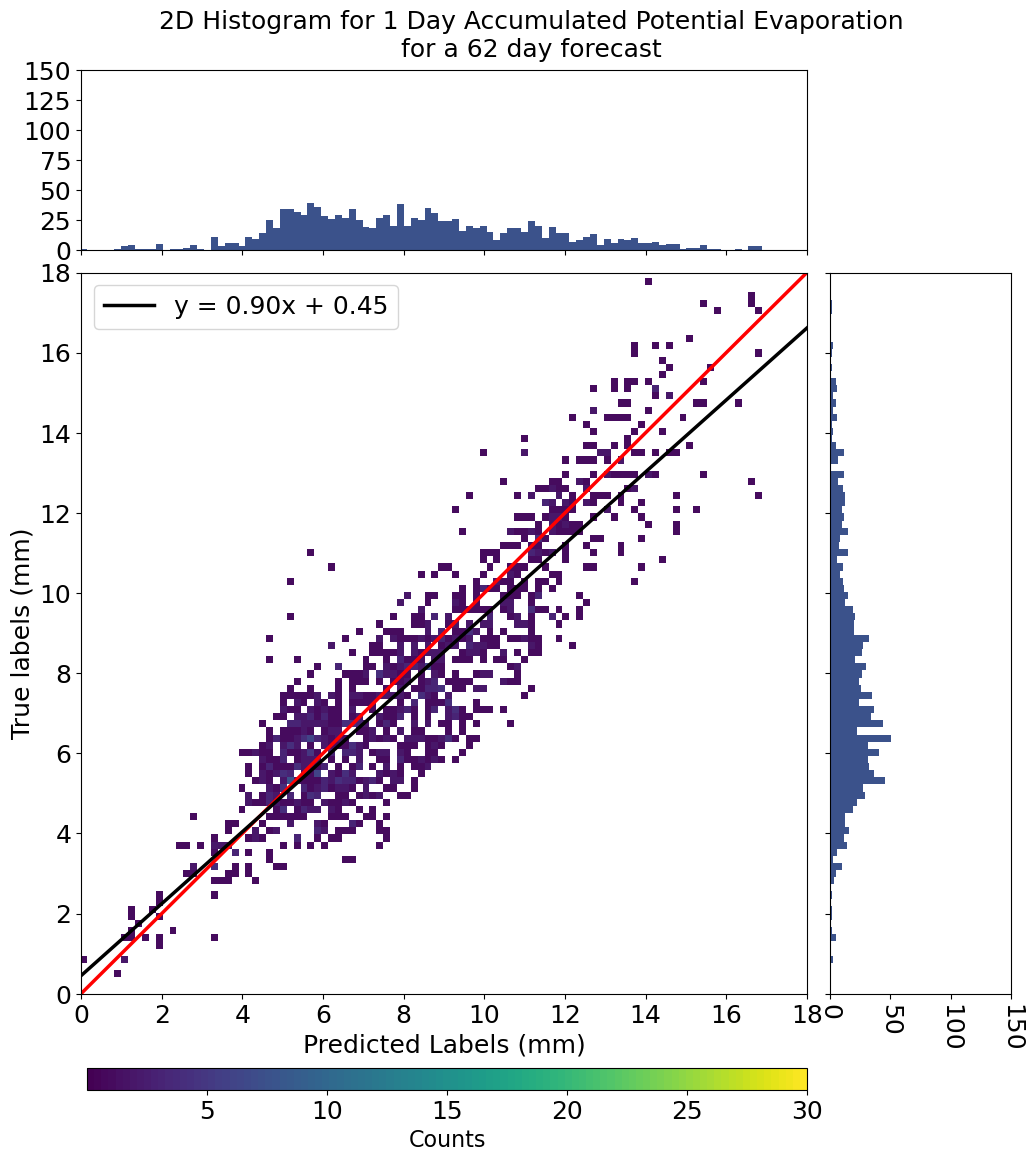 2D Histogram for 1 Day Accumulated Potential Evaporation
for a 62 day forecast
150
125
100
75
50
25
0
18
16
14
12
10
8
6
4
2
0
True labels (mm)
y = 0.90x + 0.45
0 2 4 6 8 10 12 14 16 18
Predicted Labels (mm)
0 50 100 150
5 10 15 20 25 30
Counts